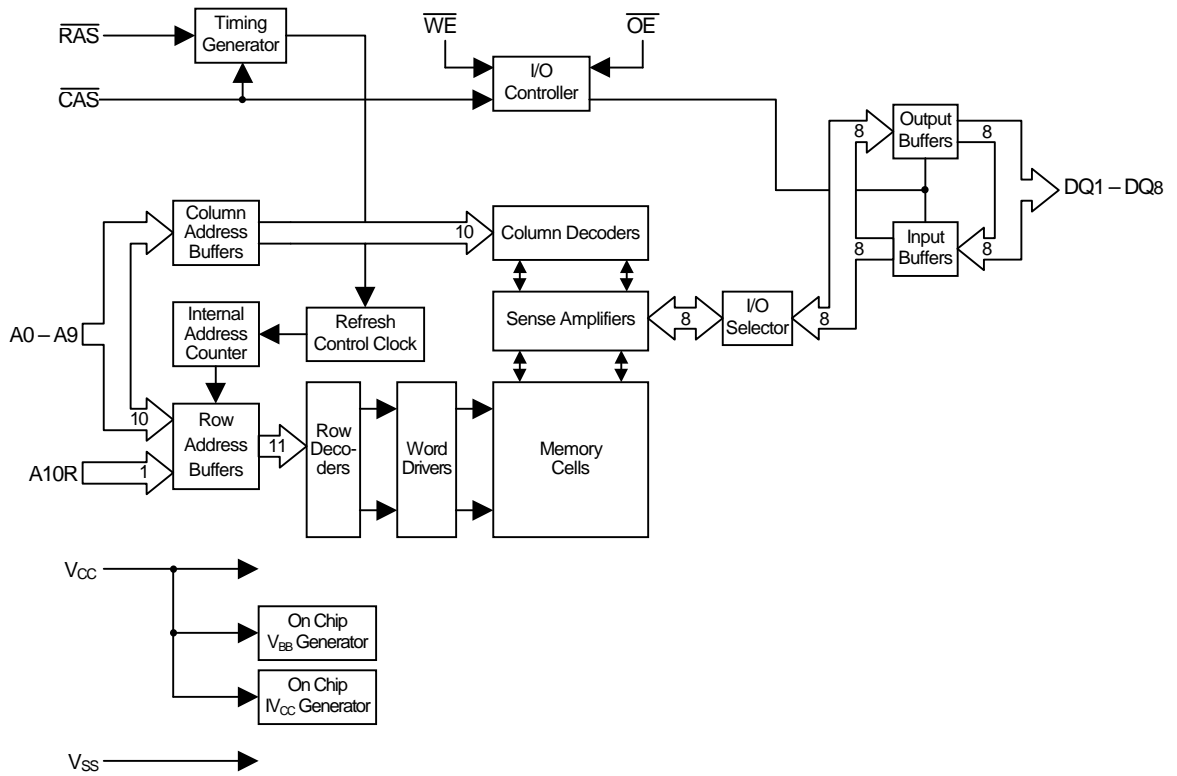 RAS
Timing
Generator
WE
OE
CAS
I/O
Controller
8
Output
Buffers
8
DQ1 – DQ8
Column
Address
Buffers
10
Column Decoders
8
Input
Buffers
8
A0 – A9
Internal
Address
Counter
Refresh
Control Clock
Sense Amplifiers
8
I/O
Selector
8
10
Row
Address
Buffers
11
Row
Deco-
ders
Word
Drivers
Memory
Cells
A10R
1
VCC
On Chip
VBB Generator
On Chip
IVCC Generator
VSS